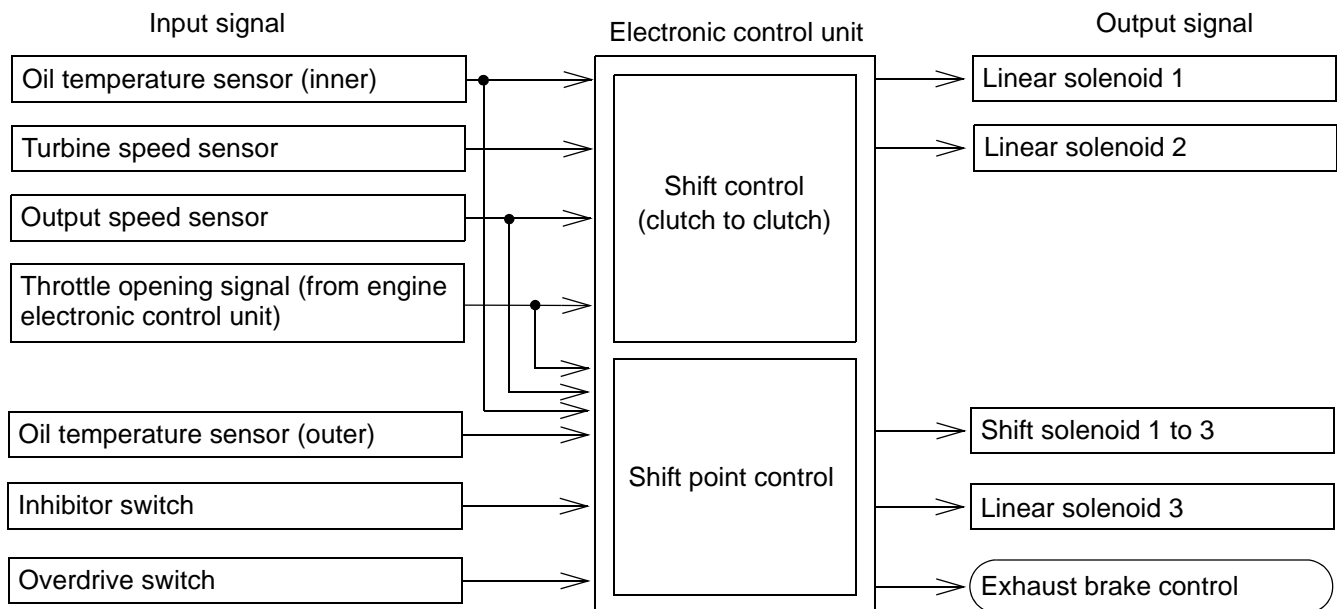 Input signal
Electronic control unit
Output signal
Oil temperature sensor (inner)
Turbine speed sensor
Output speed sensor
Throttle opening signal (from engine
electronic control unit)
Oil temperature sensor (outer)
Inhibitor switch
Overdrive switch
Shift control
(clutch to clutch)
Shift point control
Linear solenoid 1
Linear solenoid 2
Shift solenoid 1 to 3
Linear solenoid 3
Exhaust brake control